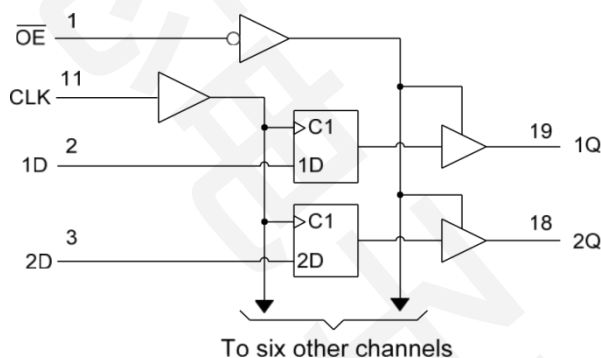 OE 1
CLK 11
C1 19 1Q
1D 2 1D
C1 18 2Q
2D 3 2D
To six other channels